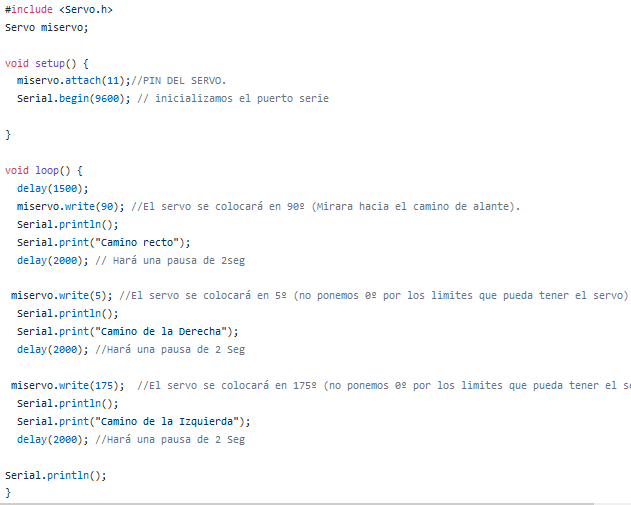 #include <Servo.h>
Servo miservo;
void setup() {
miservo.attach(11);//PIN DEL SERVO.
Serial.begin(9600); // inicializamos el puerto serie
}
void loop() {
delay(1500);
miservo.write(90); //El servo se colocará en 90º (Mirara hacia el camino de alante).
Serial.println();
Serial.print("Camino recto");
delay(2000); // Hará una pausa de 2seg
miservo.write(5); //El servo se colocará en 5º (no ponemos 0º por los limites que pueda tener el servo)
Serial.println();
Serial.print("Camino de la Derecha");
delay(2000); //Hará una pausa de 2 Seg
miservo.write(175);  //El servo se colocará en 175º (no ponemos 0º por los limites que pueda tener el
Serial.println();
Serial.print("Camino de la Izquierda");
delay(2000); //Hará una pausa de 2 Seg
Serial.println();
}